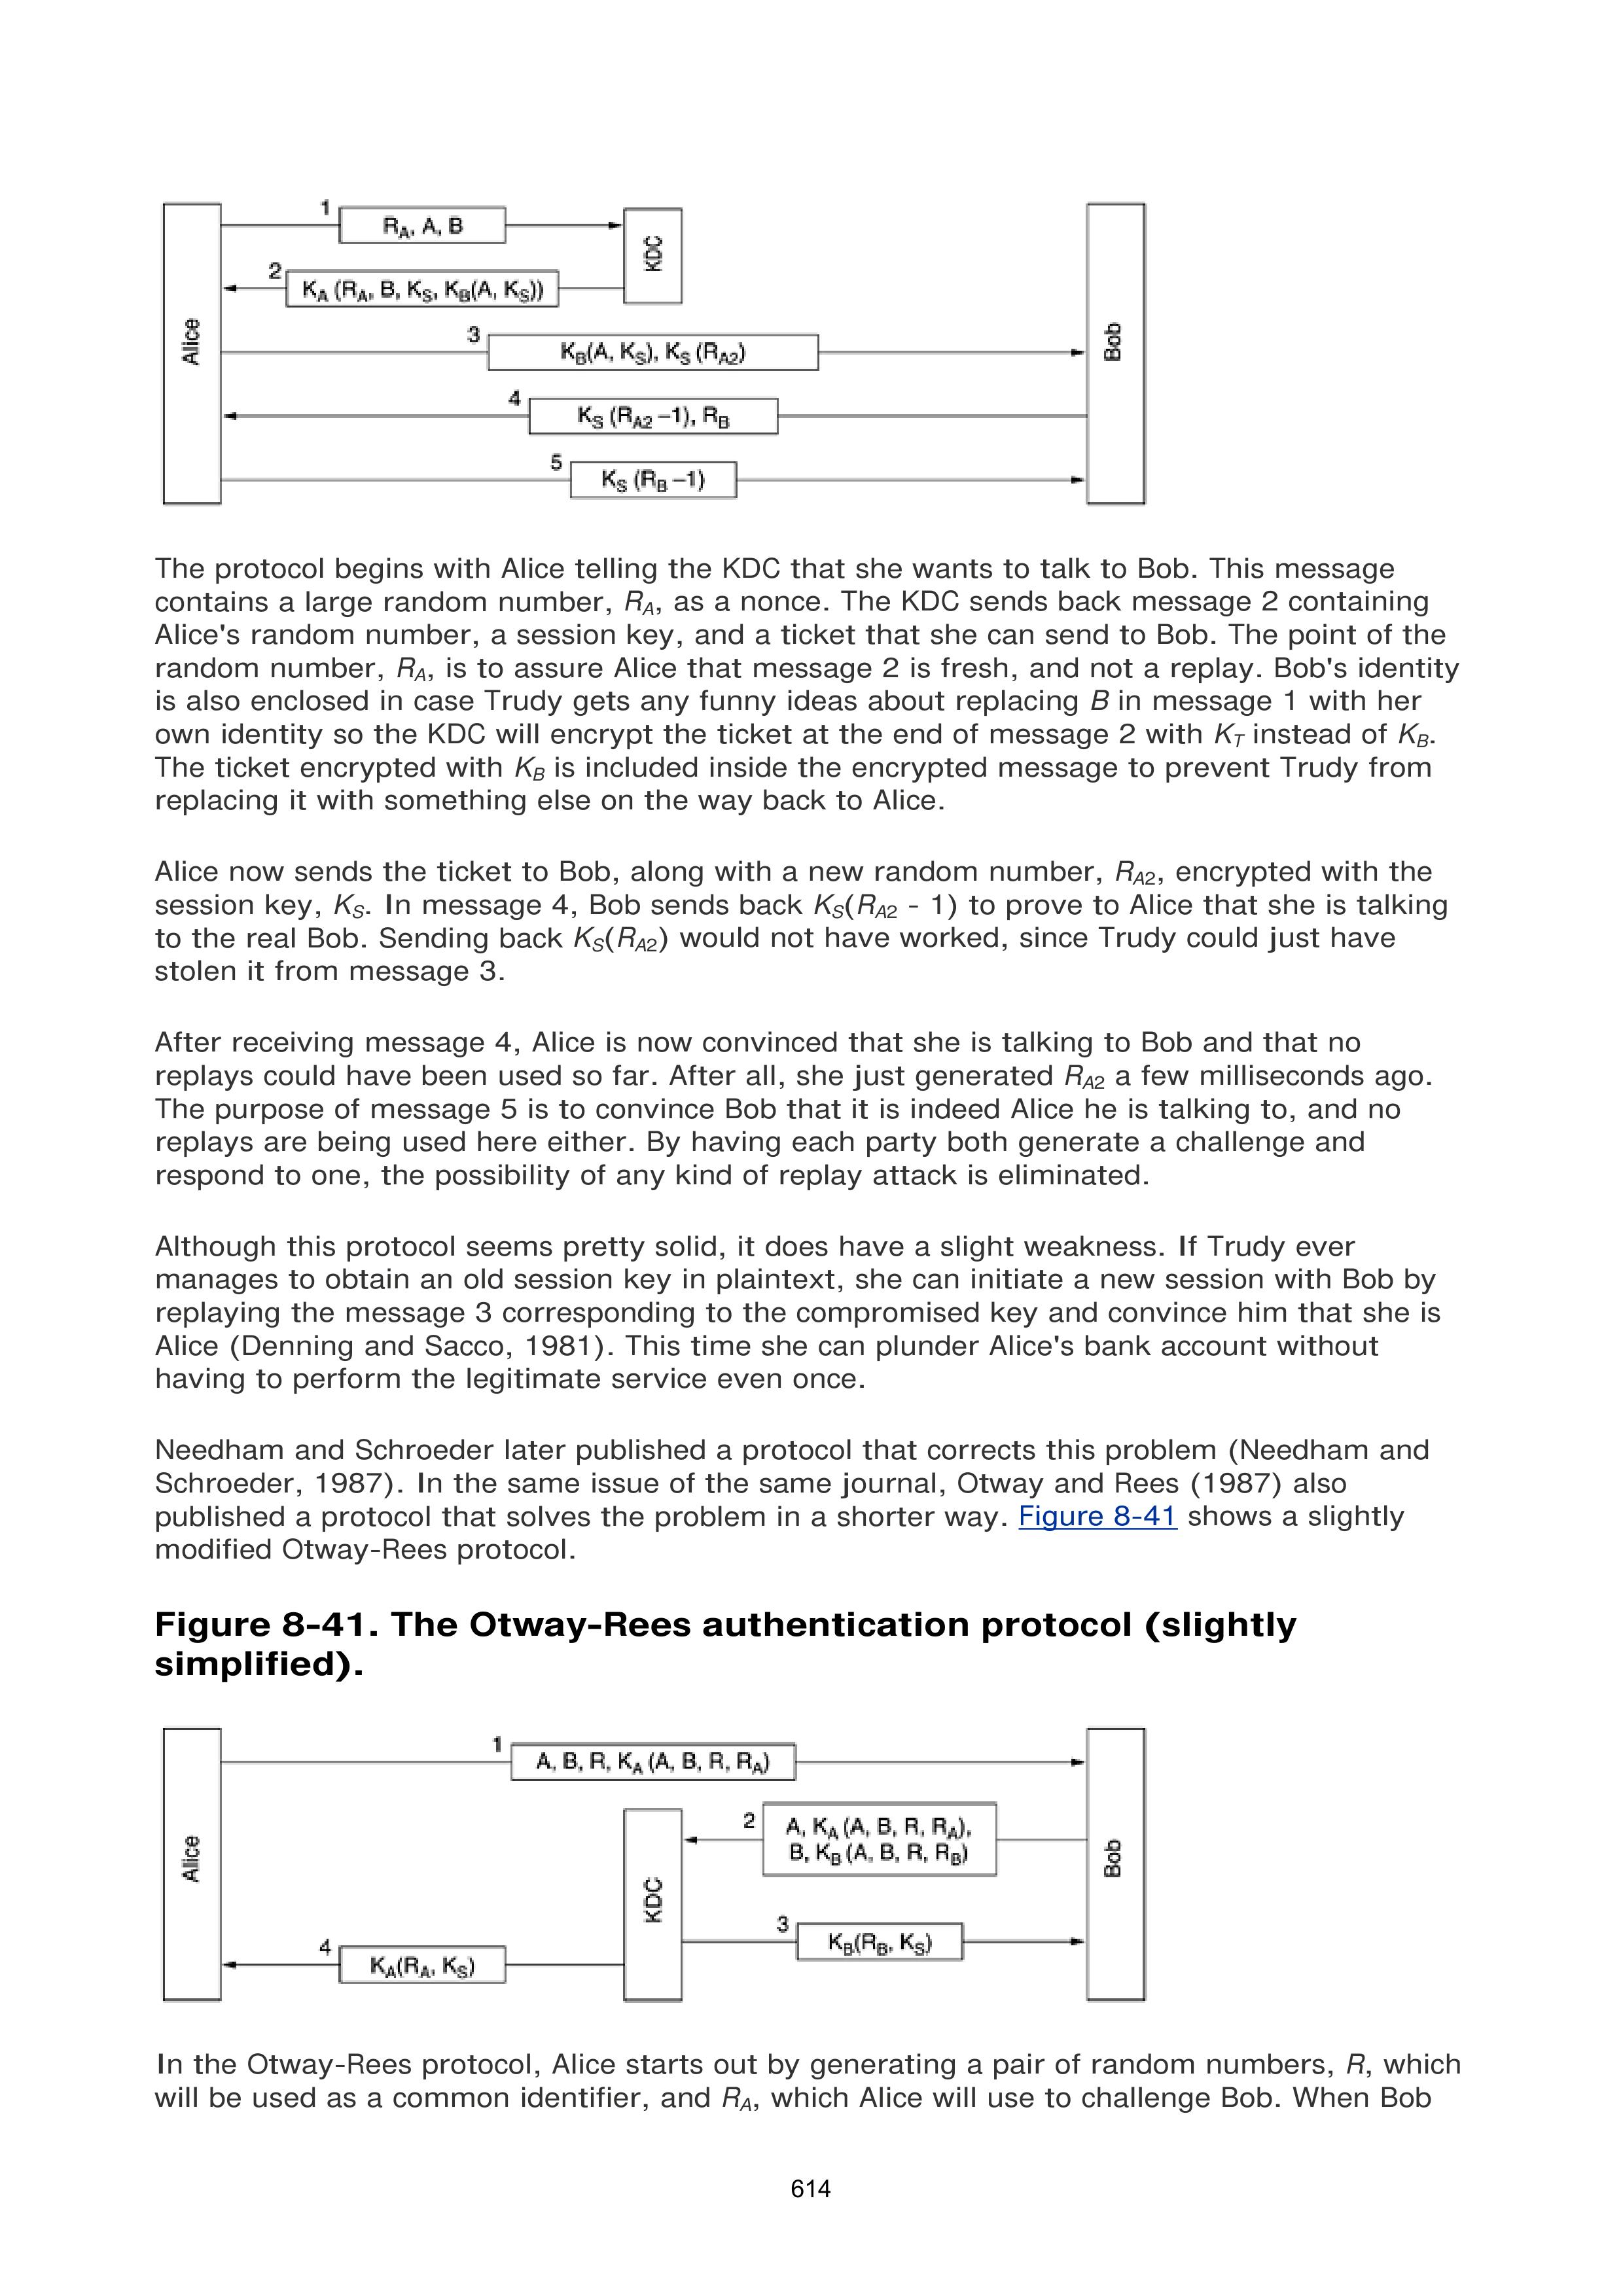 1
R_A, A, B
KDC
2
K_A (R_A, B, K_S, K_B(A, K_S))
Alice
3
K_B(A, K_S), K_S (R_A2)
Bob
4
K_S (R_A2 –1), R_B
5
K_S (R_B –1)
The protocol begins with Alice telling the KDC that she wants to talk to Bob. This message
contains a large random number, R_A, as a nonce. The KDC sends back message 2 containing
Alice's random number, a session key, and a ticket that she can send to Bob. The point of the
random number, R_A, is to assure Alice that message 2 is fresh, and not a replay. Bob's identity
is also enclosed in case Trudy gets any funny ideas about replacing B in message 1 with her
own identity so the KDC will encrypt the ticket at the end of message 2 with K_T instead of K_B.
The ticket encrypted with K_B is included inside the encrypted message to prevent Trudy from
replacing it with something else on the way back to Alice.
Alice now sends the ticket to Bob, along with a new random number, R_A2, encrypted with the
session key, K_S. In message 4, Bob sends back K_S(R_A2 - 1) to prove to Alice that she is talking
to the real Bob. Sending back K_S(R_A2) would not have worked, since Trudy could just have
stolen it from message 3.
After receiving message 4, Alice is now convinced that she is talking to Bob and that no
replays could have been used so far. After all, she just generated R_A2 a few milliseconds ago.
The purpose of message 5 is to convince Bob that it is indeed Alice he is talking to, and no
replays are being used here either. By having each party both generate a challenge and
respond to one, the possibility of any kind of replay attack is eliminated.
Although this protocol seems pretty solid, it does have a slight weakness. If Trudy ever
manages to obtain an old session key in plaintext, she can initiate a new session with Bob by
replaying the message 3 corresponding to the compromised key and convince him that she is
Alice (Denning and Sacco, 1981). This time she can plunder Alice's bank account without
having to perform the legitimate service even once.
Needham and Schroeder later published a protocol that corrects this problem (Needham and
Schroeder, 1987). In the same issue of the same journal, Otway and Rees (1987) also
published a protocol that solves the problem in a shorter way. Figure 8-41 shows a slightly
modified Otway-Rees protocol.
Figure 8-41. The Otway-Rees authentication protocol (slightly
simplified).
1
A, B, R, K_A (A, B, R, R_A)
2
A, K_A (A, B, R, R_A),
B, K_B (A, B, R, R_B)
Alice
Bob
KDC
3
K_B(R_B, K_S)
4
K_A(R_A, K_S)
In the Otway-Rees protocol, Alice starts out by generating a pair of random numbers, R, which
will be used as a common identifier, and R_A, which Alice will use to challenge Bob. When Bob
614